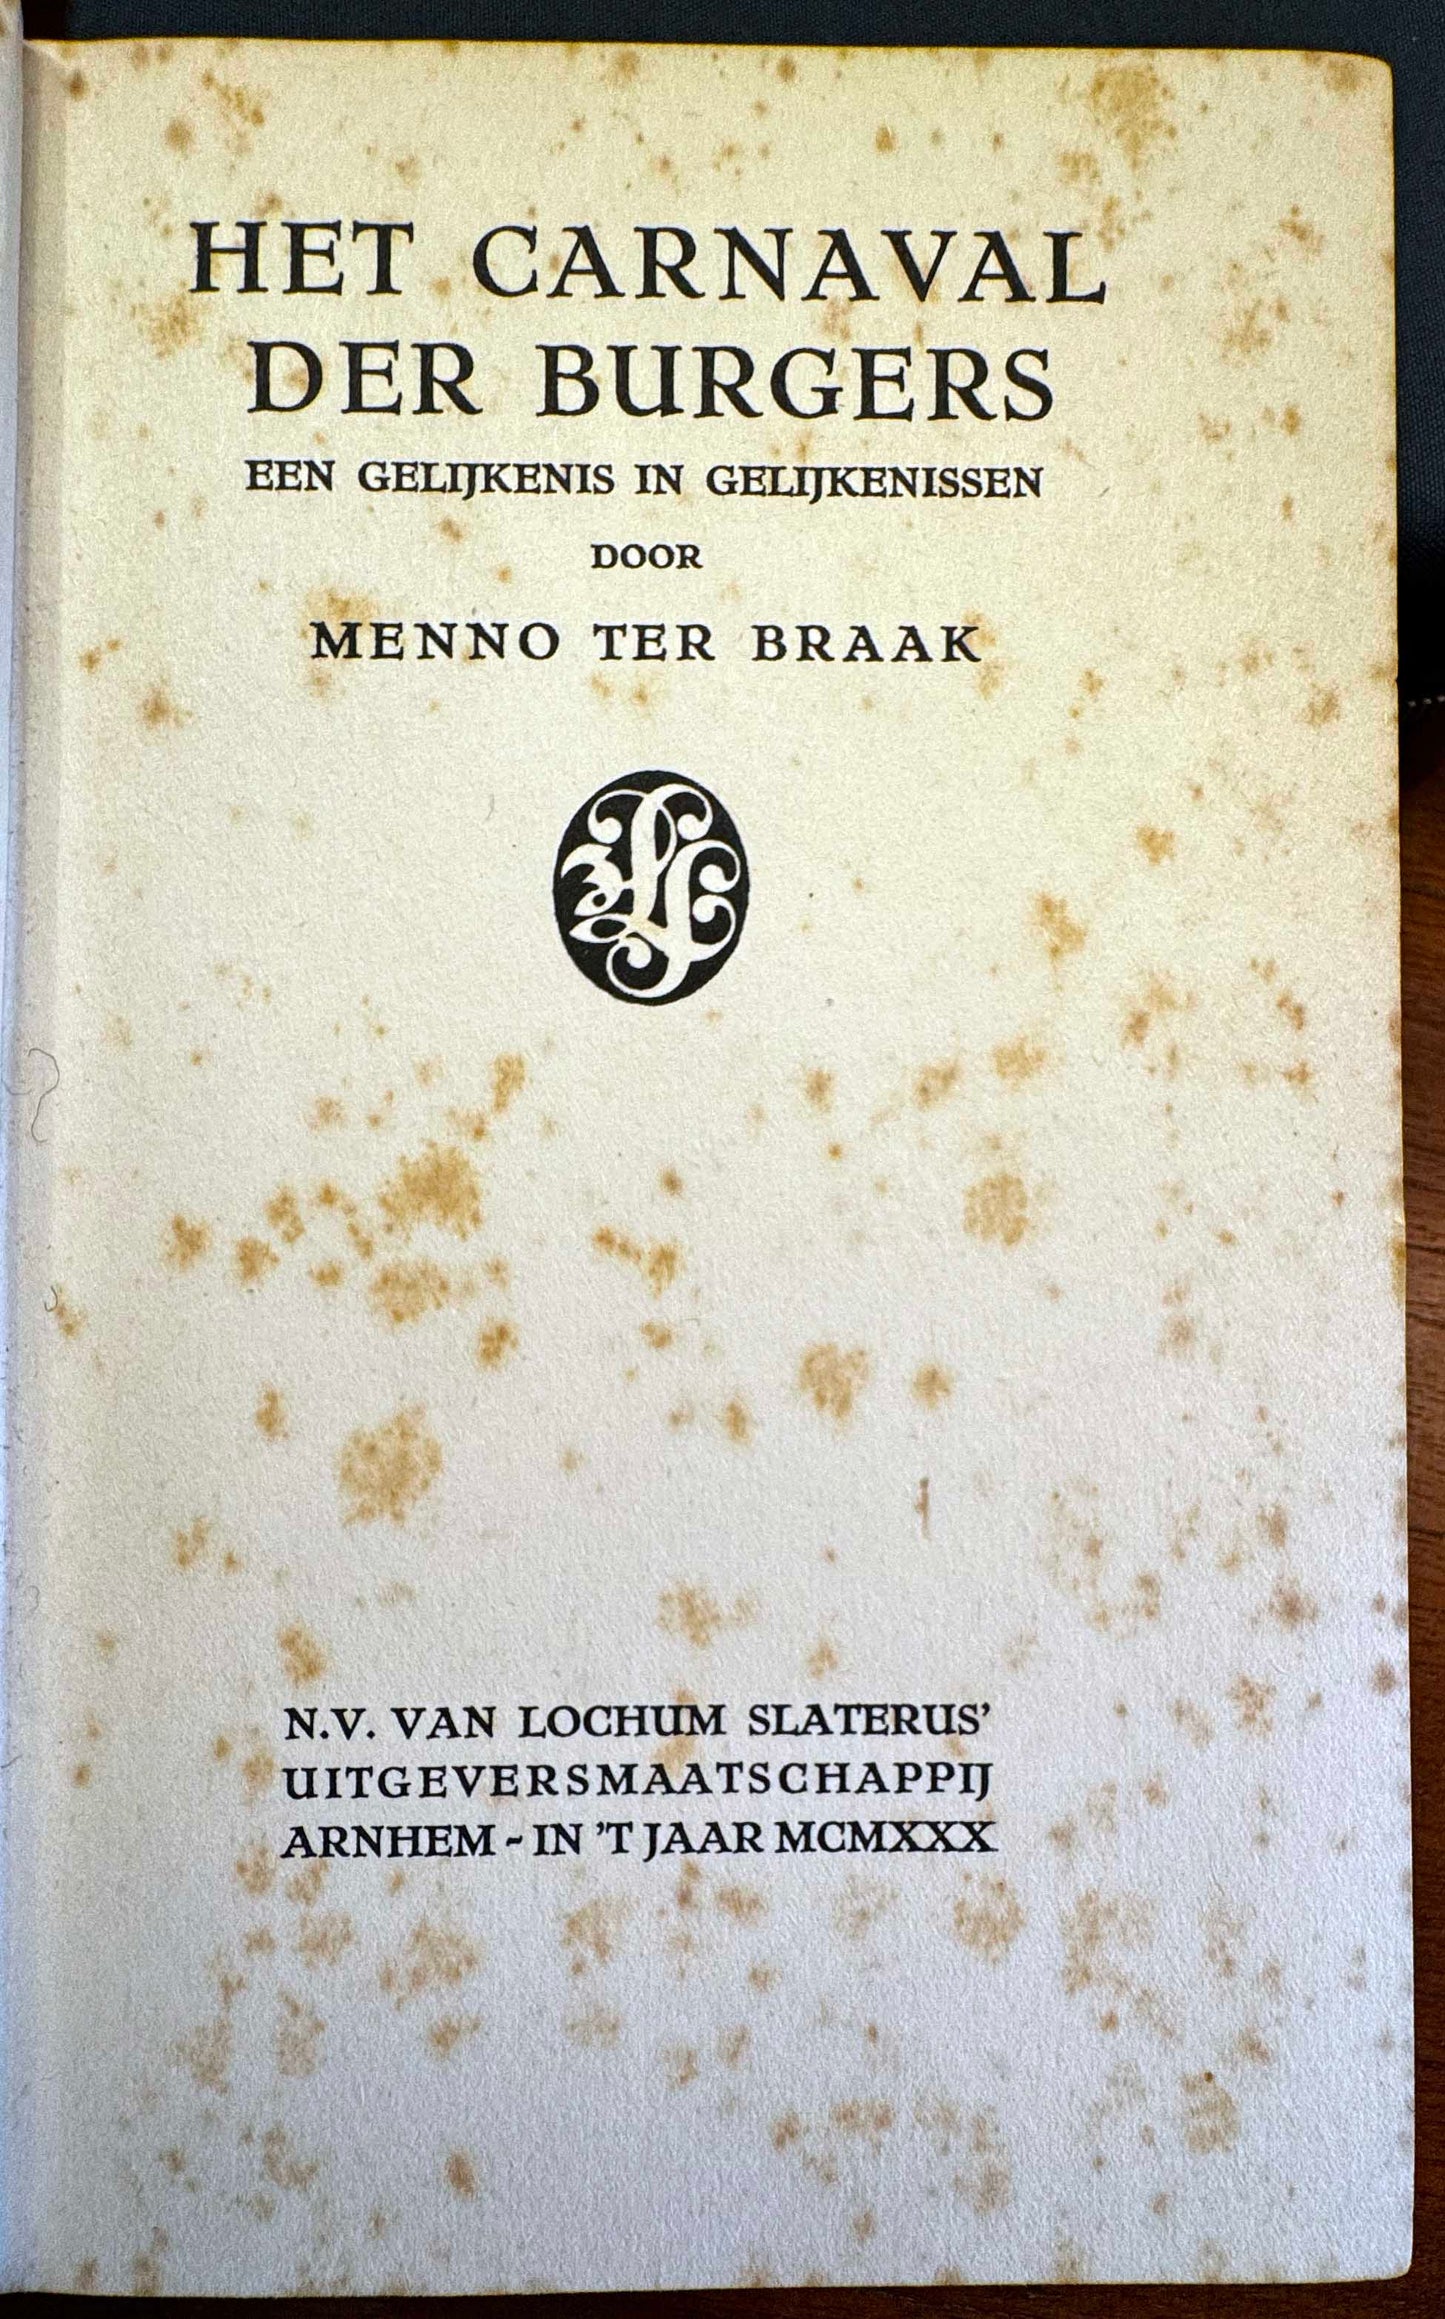 HET CARNAVAL
DER BURGERS
EEN GELIJKENIS IN GELIJKENISSEN
DOOR
MENNO TER BRAAK
N.V. VAN LOCHUM SLATERUS'
UITGEVERSMAATSCHAPPIJ
ARNHEM - IN 'T JAAR MCMXXX